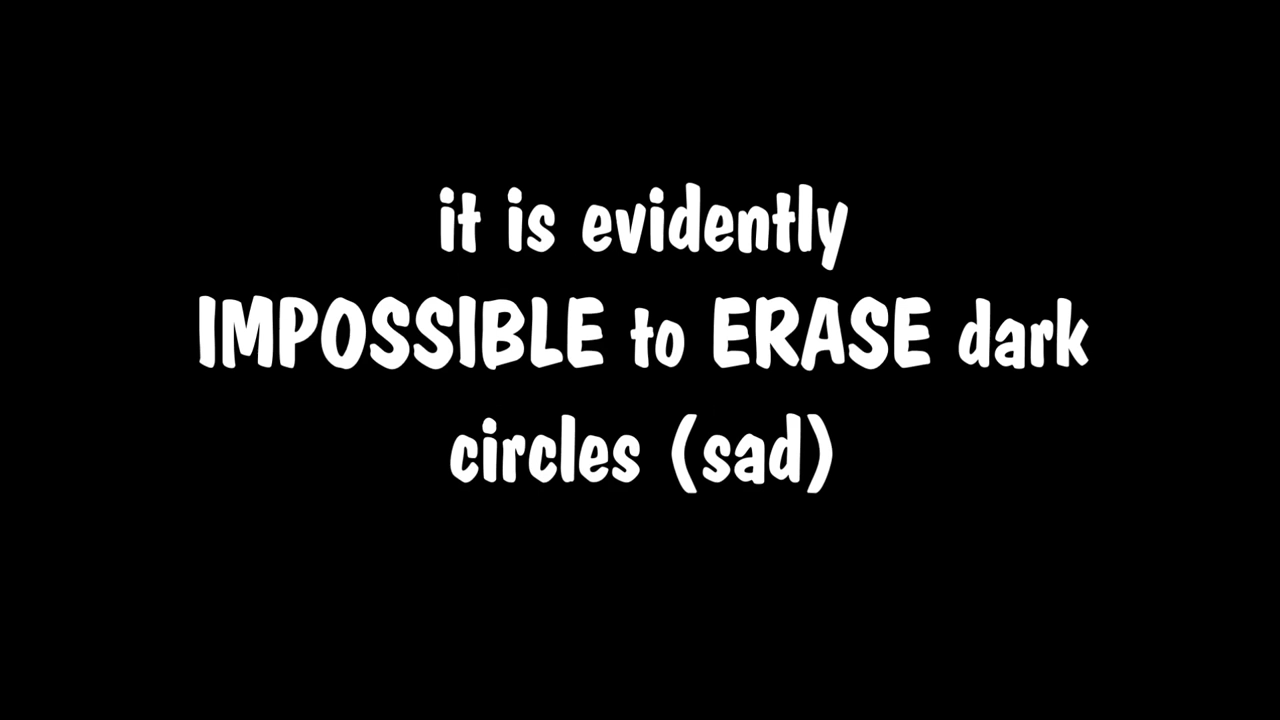 it is evidently
IMPOSSIBLE to ERASE dark
circles (sad)